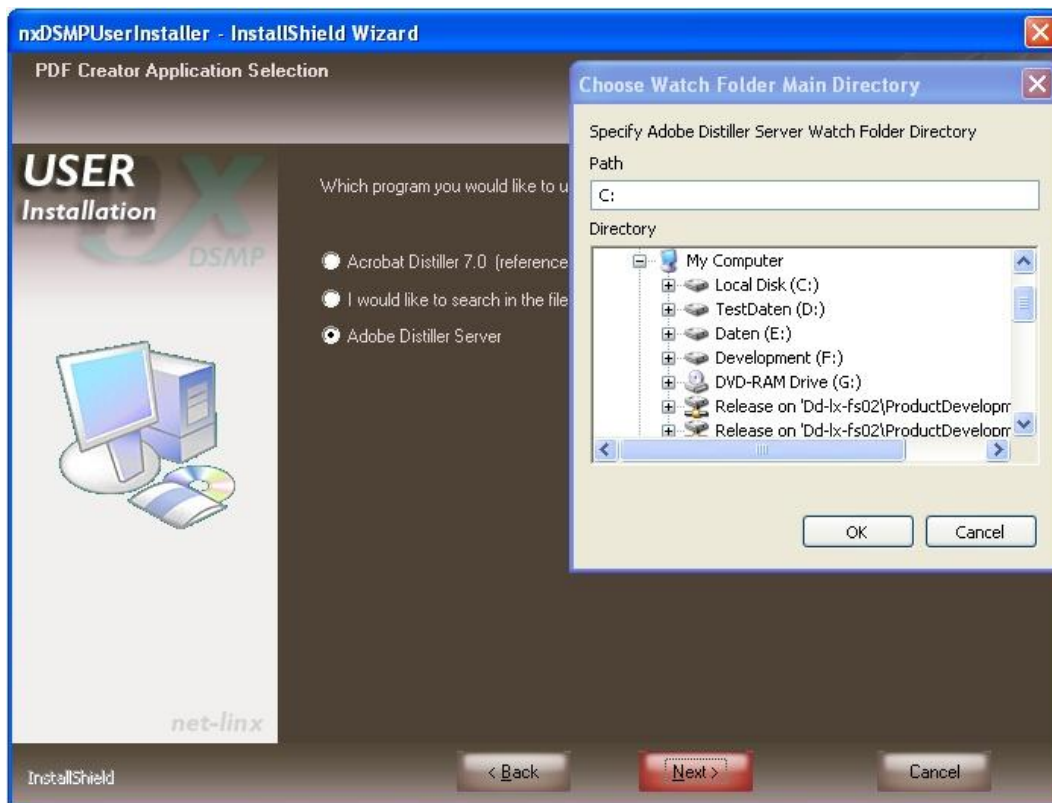 nxDSMPUserInstaller - InstallShield Wizard
PDF Creator Application Selection
USER
Installation
X
DSMP
Which program you would like to u
Acrobat Distiller 7.0 (reference
I would like to search in the file
Adobe Distiller Server
Choose Watch Folder Main Directory
Specify Adobe Distiller Server Watch Folder Directory
Path
C:
Directory
My Computer
Local Disk (C:)
TestDaten (D:)
Daten (E:)
Development (F:)
DVD-RAM Drive (G:)
Release on 'Dd-lx-fs02\ProductDevelopm
Release on 'Dd-lx-fs02\ProductDevelopm
OK Cancel
net-linx
InstallShield
< Back Next > Cancel